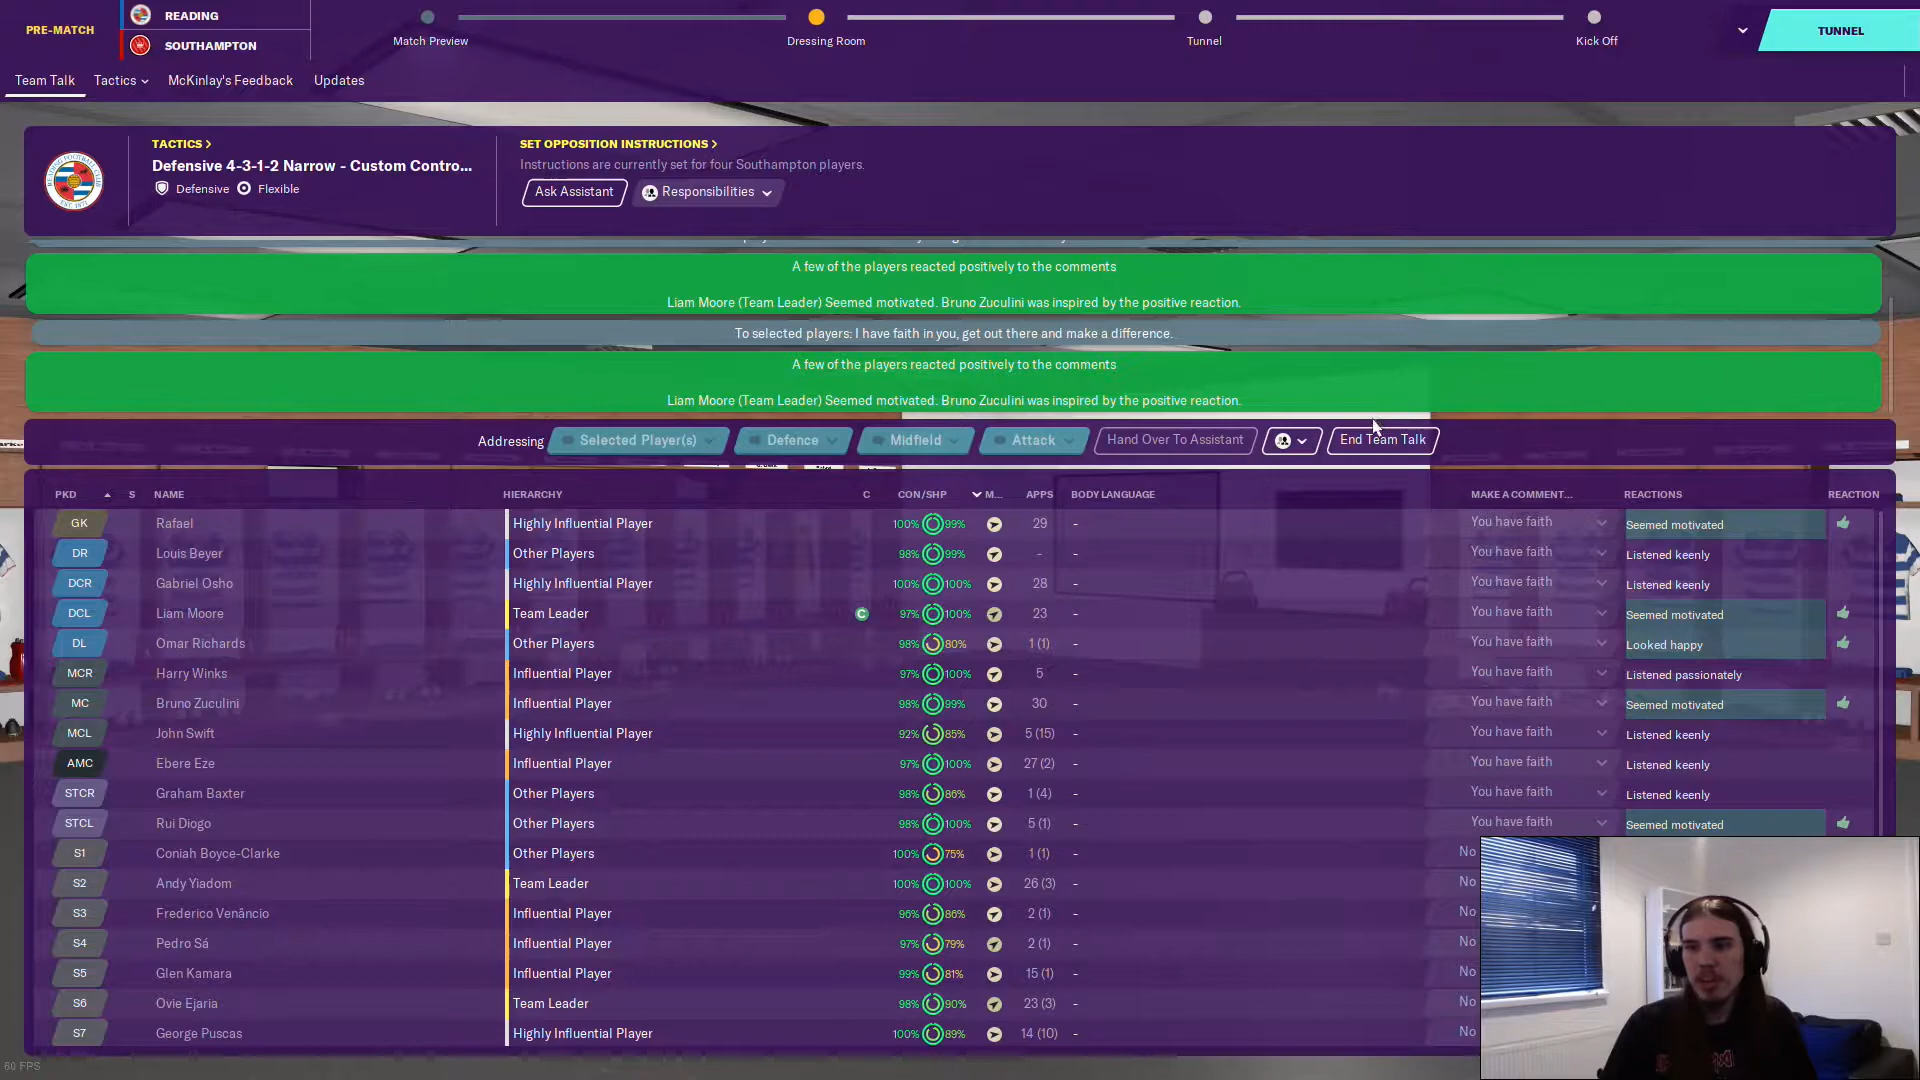 PRE-MATCH
READING
SOUTHAMPTON
Match Preview
Dressing Room
Tunnel
Kick Off
TUNNEL
Team Talk
Tactics
McKinlay's Feedback
Updates
TACTICS >
Defensive 4-3-1-2 Narrow - Custom Contro...
Defensive
Flexible
SET OPPOSITION INSTRUCTIONS >
Instructions are currently set for four Southampton players.
Ask Assistant
Responsibilities
A few of the players reacted positively to the comments
Liam Moore (Team Leader) Seemed motivated. Bruno Zuculini was inspired by the positive reaction.
To selected players: I have faith in you, get out there and make a difference.
A few of the players reacted positively to the comments
Liam Moore (Team Leader) Seemed motivated. Bruno Zuculini was inspired by the positive reaction.
Addressing Selected Player(s) Defence Midfield Attack Hand Over To Assistant End Team Talk
PKD S NAME HIERARCHY C CON/SHP M... APPS BODY LANGUAGE MAKE A COMMENT... REACTIONS REACTION
GK Rafael Highly Influential Player 100% 99% 29 - You have faith Seemed motivated
DR Louis Beyer Other Players 98% 99% - - You have faith Listened keenly
DCR Gabriel Osho Highly Influential Player 100% 100% 28 - You have faith Listened keenly
DCL Liam Moore Team Leader C 97% 100% 23 - You have faith Seemed motivated
DL Omar Richards Other Players 98% 80% 1 (1) - You have faith Looked happy
MCR Harry Winks Influential Player 97% 100% 5 - You have faith Listened passionately
MC Bruno Zuculini Influential Player 98% 99% 30 - You have faith Seemed motivated
MCL John Swift Highly Influential Player 92% 85% 5 (15) - You have faith Listened keenly
AMC Ebere Eze Influential Player 97% 100% 27 (2) - You have faith Listened keenly
STCR Graham Baxter Other Players 98% 86% 1 (4) - You have faith Listened keenly
STCL Rui Diogo Other Players 98% 100% 5 (1) - You have faith Seemed motivated
S1 Coniah Boyce-Clarke Other Players 100% 75% 1 (1) - No
S2 Andy Yiadom Team Leader 100% 100% 26 (3) - No
S3 Frederico Venâncio Influential Player 96% 86% 2 (1) - No
S4 Pedro Sá Influential Player 97% 79% 2 (1) - No
S5 Glen Kamara Influential Player 99% 81% 15 (1) - No
S6 Ovie Ejaria Team Leader 98% 90% 23 (3) - No
S7 George Puscas Highly Influential Player 100% 89% 14 (10) - No
60 FPS